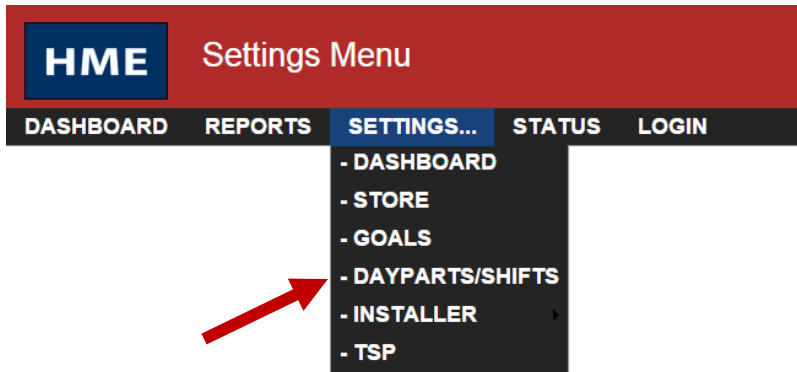 HME Settings Menu
DASHBOARD REPORTS SETTINGS... STATUS LOGIN
- DASHBOARD
- STORE
- GOALS
- DAYPARTS/SHIFTS
- INSTALLER
- TSP